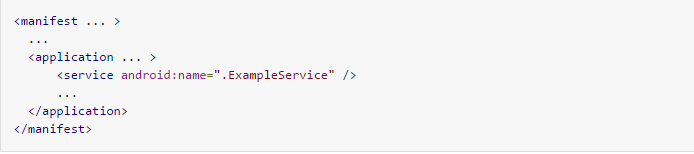 <manifest ... >
  ...
  <application ... >
      <service android:name=".ExampleService" />
      ...
  </application>
</manifest>